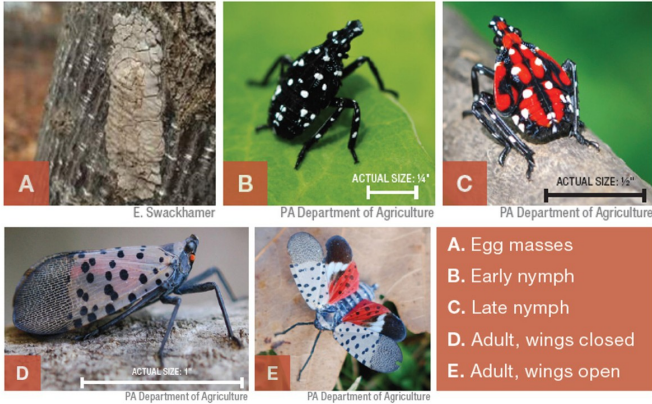 A
E. Swackhamer
B
ACTUAL SIZE: ¼"
PA Department of Agriculture
C
ACTUAL SIZE: ½"
PA Department of Agriculture
D
ACTUAL SIZE: 1"
PA Department of Agriculture
E
PA Department of Agriculture
A. Egg masses
B. Early nymph
C. Late nymph
D. Adult, wings closed
E. Adult, wings open